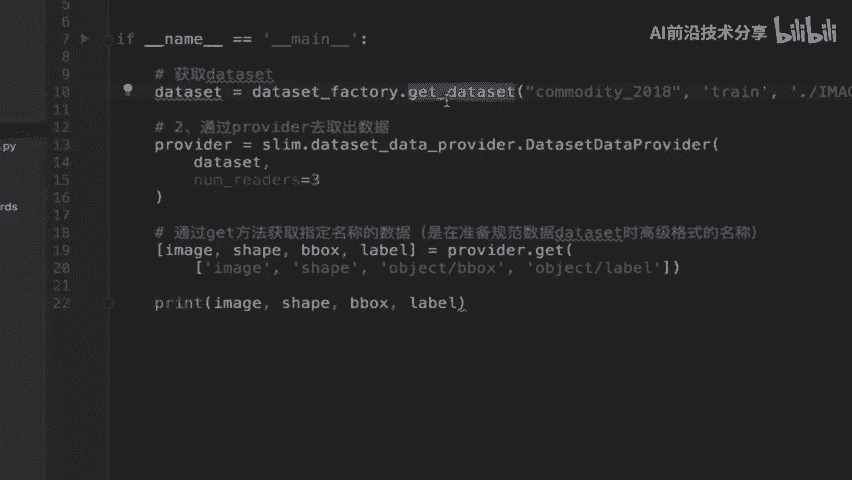 AI前沿技术分享 bilibili
5
6
7 if __name__ == '__main__':
8
9 # 获取dataset
10 dataset = dataset_factory.get_dataset("commodity_2018", 'train', './IMAG
11
12 # 2、通过provider去取出数据
.py
13 provider = slim.dataset_data_provider.DatasetDataProvider(
14 dataset,
15 num_readers=3
16 )
rds
17
18 # 通过get方法获取指定名称的数据（是在准备规范数据dataset时高级格式的名称）
19 [image, shape, bbox, label] = provider.get(
20 ['image', 'shape', 'object/bbox', 'object/label'])
21
22 print(image, shape, bbox, label)